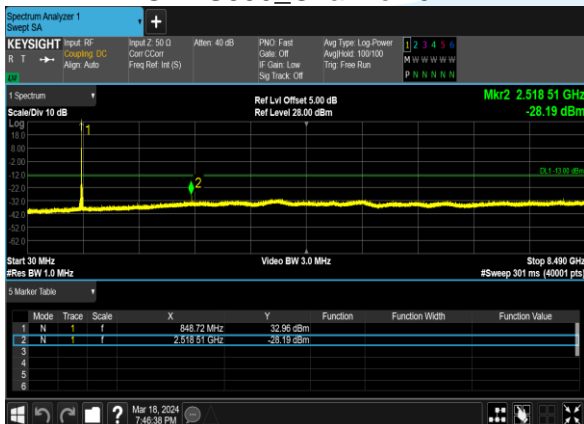 Spectrum Analyzer 1
Swept SA
+
KEYSIGHT
R T
Input: RF
Coupling: DC
Align: Auto
Input Z: 50 Ω
Corr CCorr
Freq Ref: Int (S)
Atten: 40 dB
PNO: Fast
Gate: Off
IF Gain: Low
Sig Track: Off
Avg Type: Log-Power
Avg|Hold: 100/100
Trig: Free Run
1 2 3 4 5 6
M W W W W W
P N N N N N
1 Spectrum
Scale/Div 10 dB
Ref Lvl Offset 5.00 dB
Ref Level 28.00 dBm
Mkr2 2.518 51 GHz
-28.19 dBm
Log
18.0
8.00
-2.00
-12.0
-22.0
-32.0
-42.0
-52.0
-62.0
1
2
DL1 -13.00 dBm
Start 30 MHz
#Res BW 1.0 MHz
Video BW 3.0 MHz
Stop 8.490 GHz
#Sweep 301 ms (40001 pts)
5 Marker Table
Mode Trace Scale X Y Function Function Width Function Value
1 N 1 f 848.72 MHz 32.96 dBm
2 N 1 f 2.518 51 GHz -28.19 dBm
3
4
5
6
?
Mar 18, 2024
7:46:38 PM